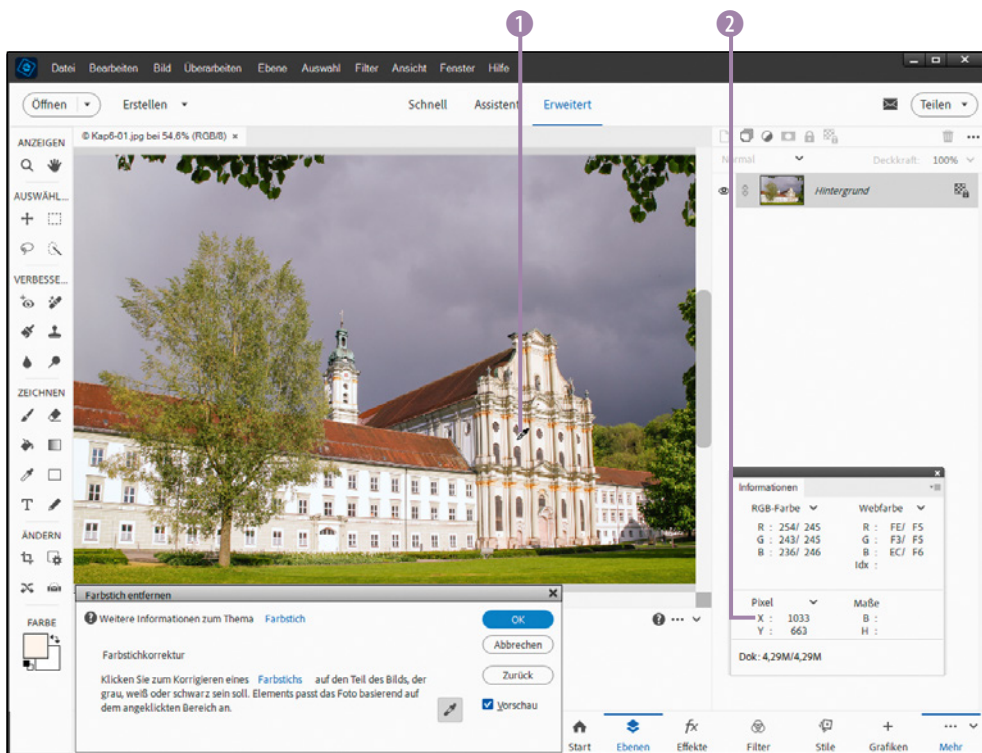 1 2
Datei Bearbeiten Bild Überarbeiten Ebene Auswahl Filter Ansicht Fenster Hilfe
Öffnen Erstellen Schnell Assistent Erweitert Teilen
ANZEIGEN
© Kap6-01.jpg bei 54,6% (RGB/8) ×
Normal Deckkraft: 100%
AUSWÄHL...
Hintergrund
VERBESSE...
ZEICHNEN
T
ÄNDERN
FARBE
Informationen
RGB-Farbe Webfarbe
R : 254/ 245 R : FE/ F5
G : 243/ 245 G : F3/ F5
B : 236/ 246 B : EC/ F6
Idx :
Pixel Maße
X : 1033 B :
Y : 663 H :
Dok: 4,29M/4,29M
Farbstich entfernen
Weitere Informationen zum Thema Farbstich
OK
Abbrechen
Farbstichkorrektur
Zurück
Klicken Sie zum Korrigieren eines Farbstichs auf den Teil des Bilds, der
grau, weiß oder schwarz sein soll. Elements passt das Foto basierend auf
dem angeklickten Bereich an.
Vorschau
fx
Start Ebenen Effekte Filter Stile Grafiken Mehr